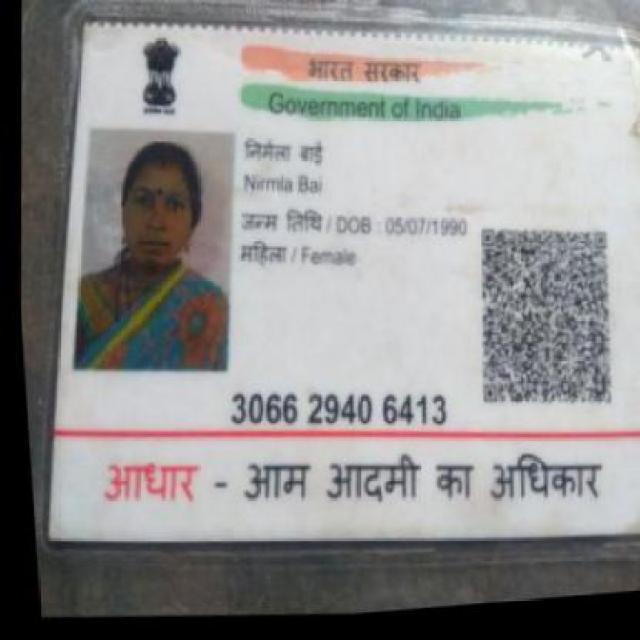 भारत सरकार
Government of India
निर्मला बाई
Nirmla Bai
जन्म तिथि / DOB : 05/07/1990
महिला / Female
3066 2940 6413
आधार - आम आदमी का अधिकार